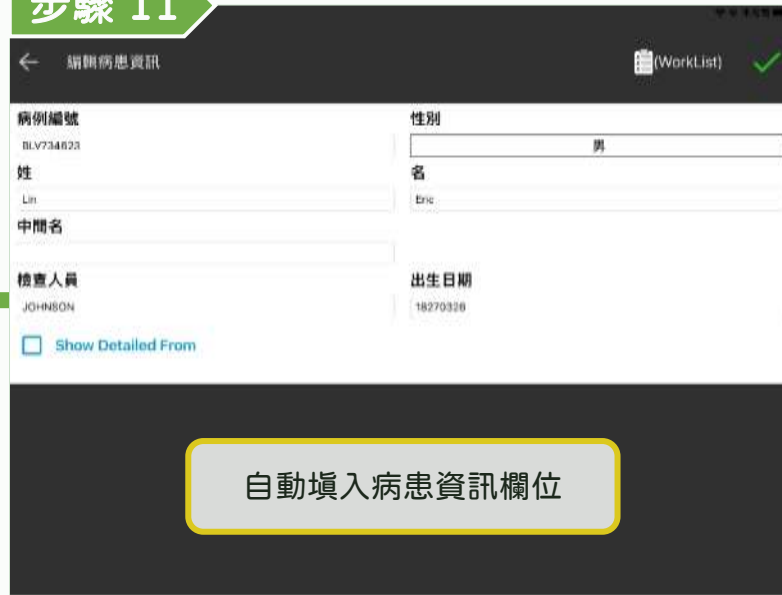 步驟 11
編輯病患資訊
(WorkList)
病例編號
性別
BLV734623
男
姓
名
Lin
Eric
中間名
檢查人員
出生日期
JOHNSON
18270326
Show Detailed From
自動填入病患資訊欄位